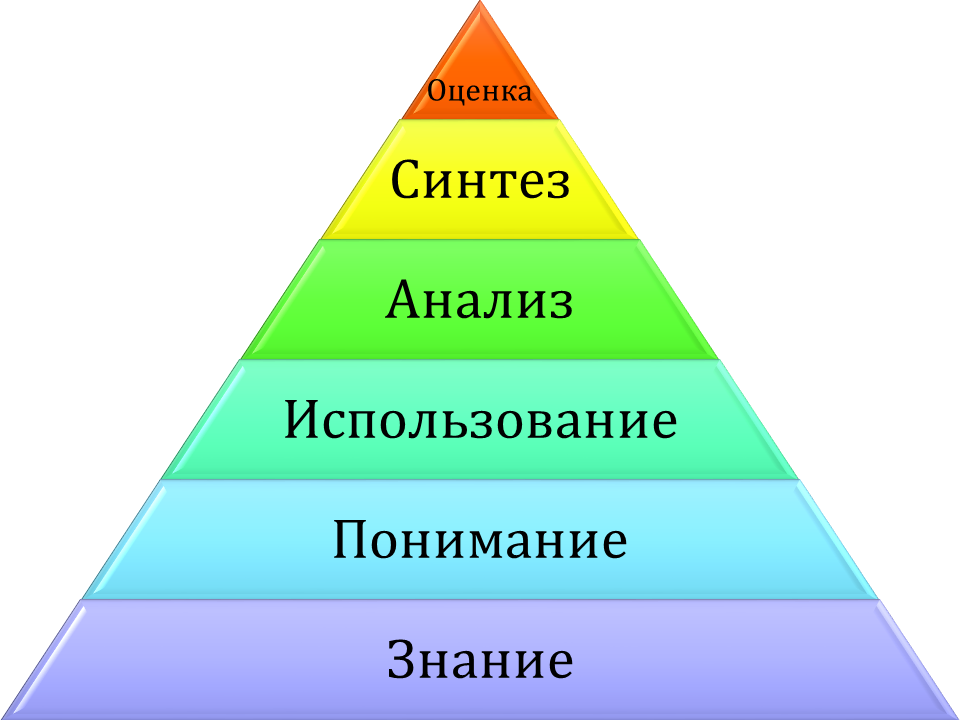 Оценка
Синтез
Анализ
Использование
Понимание
Знание